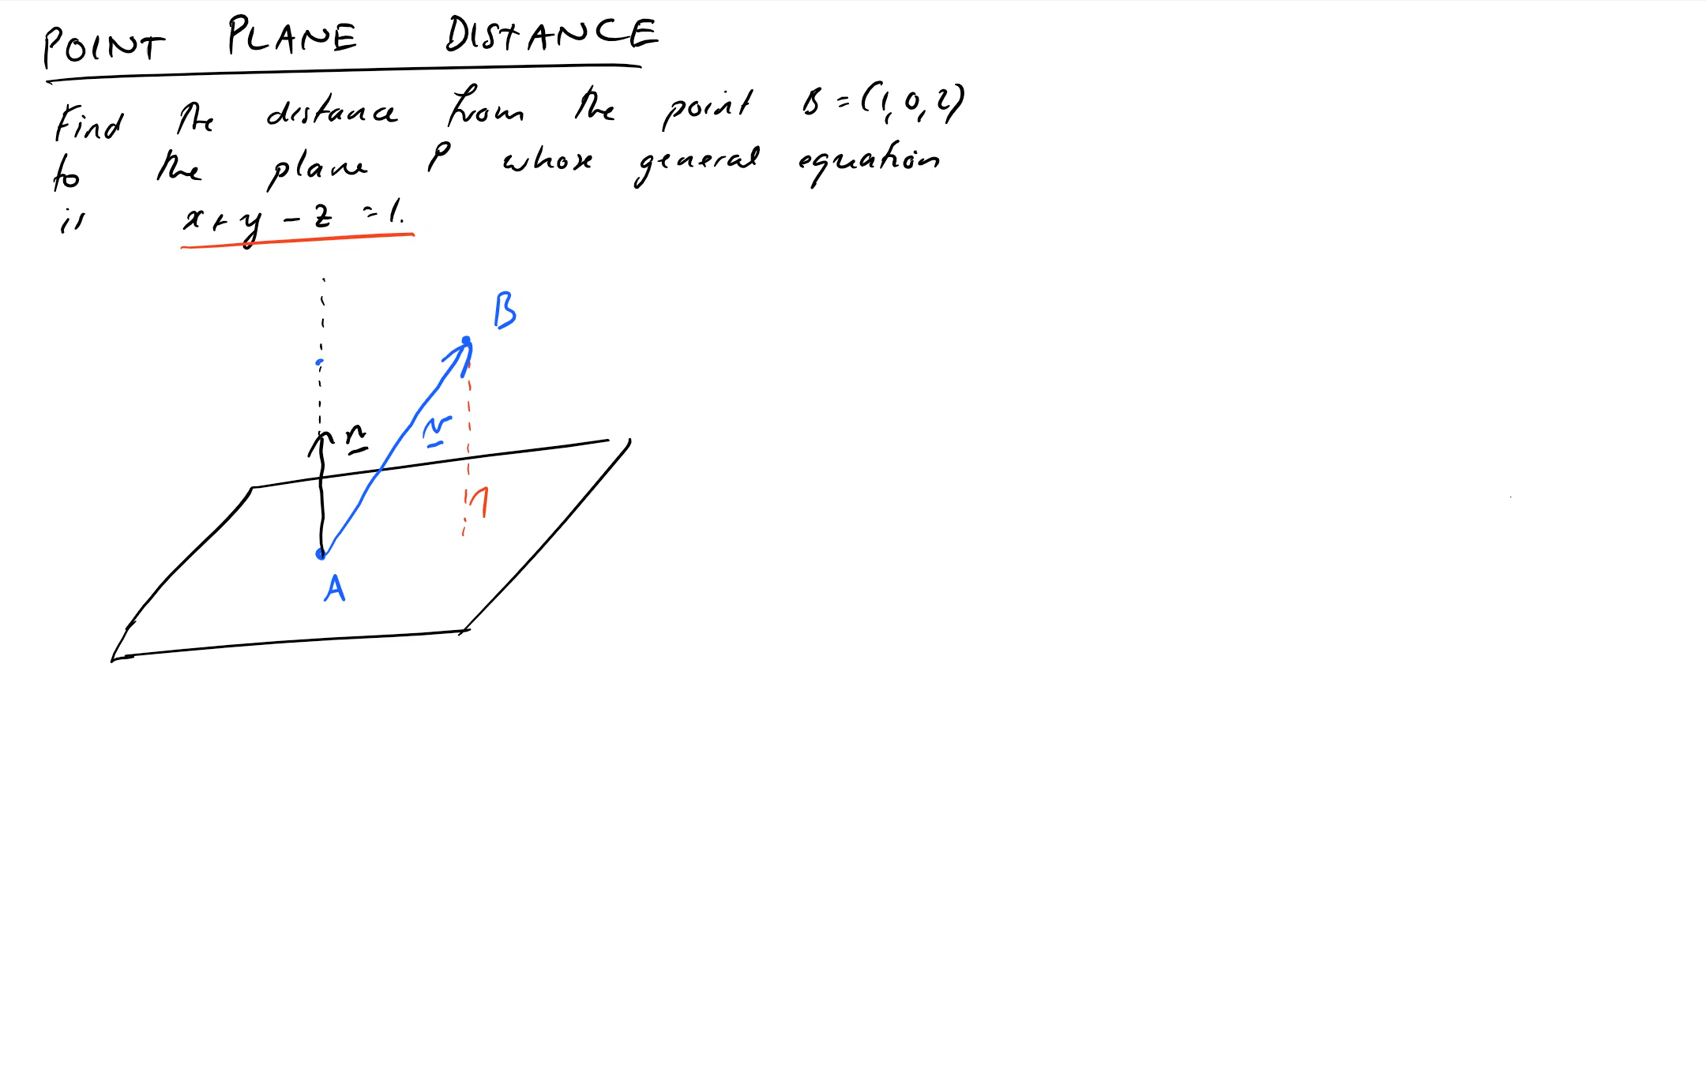 POINT PLANE DISTANCE
Find the distance from the point B = (1, 0, 2)
to the plane P whose general equation
is x + y - z = 1.
B
n
v
A